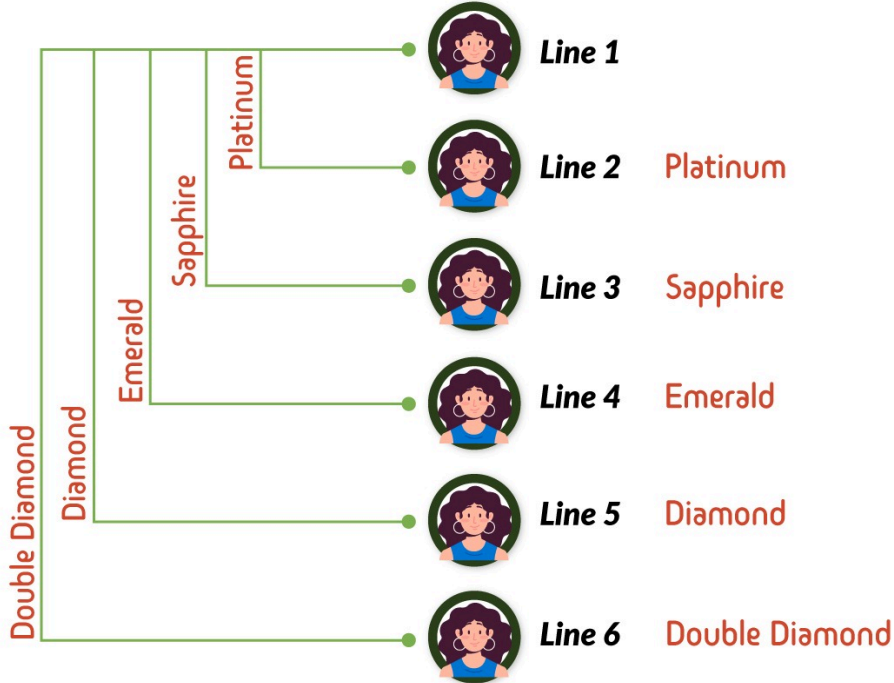 Line 1
Platinum
Line 2 Platinum
Sapphire
Line 3 Sapphire
Emerald
Line 4 Emerald
Diamond
Line 5 Diamond
Double Diamond
Line 6 Double Diamond